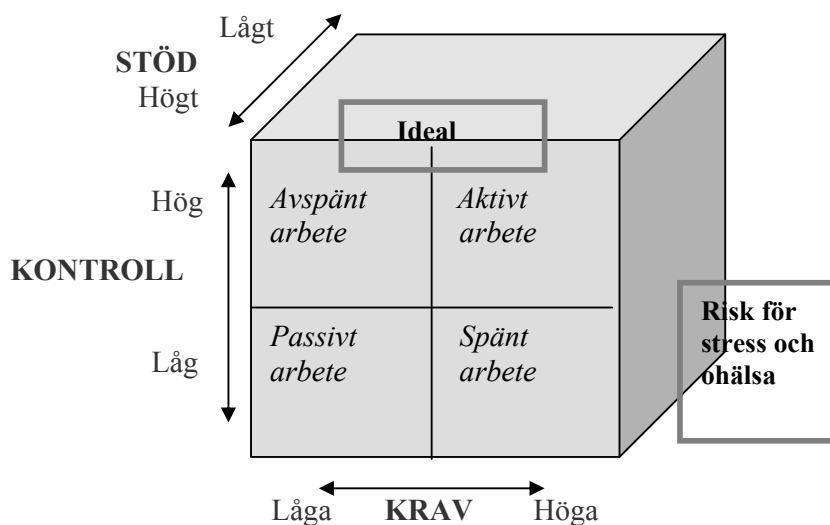 Lågt
STÖD
Högt
Ideal
Hög
Avspänt
arbete
Aktivt
arbete
KONTROLL
Låg
Passivt
arbete
Spänt
arbete
Risk för
stress och
ohälsa
Låga KRAV Höga